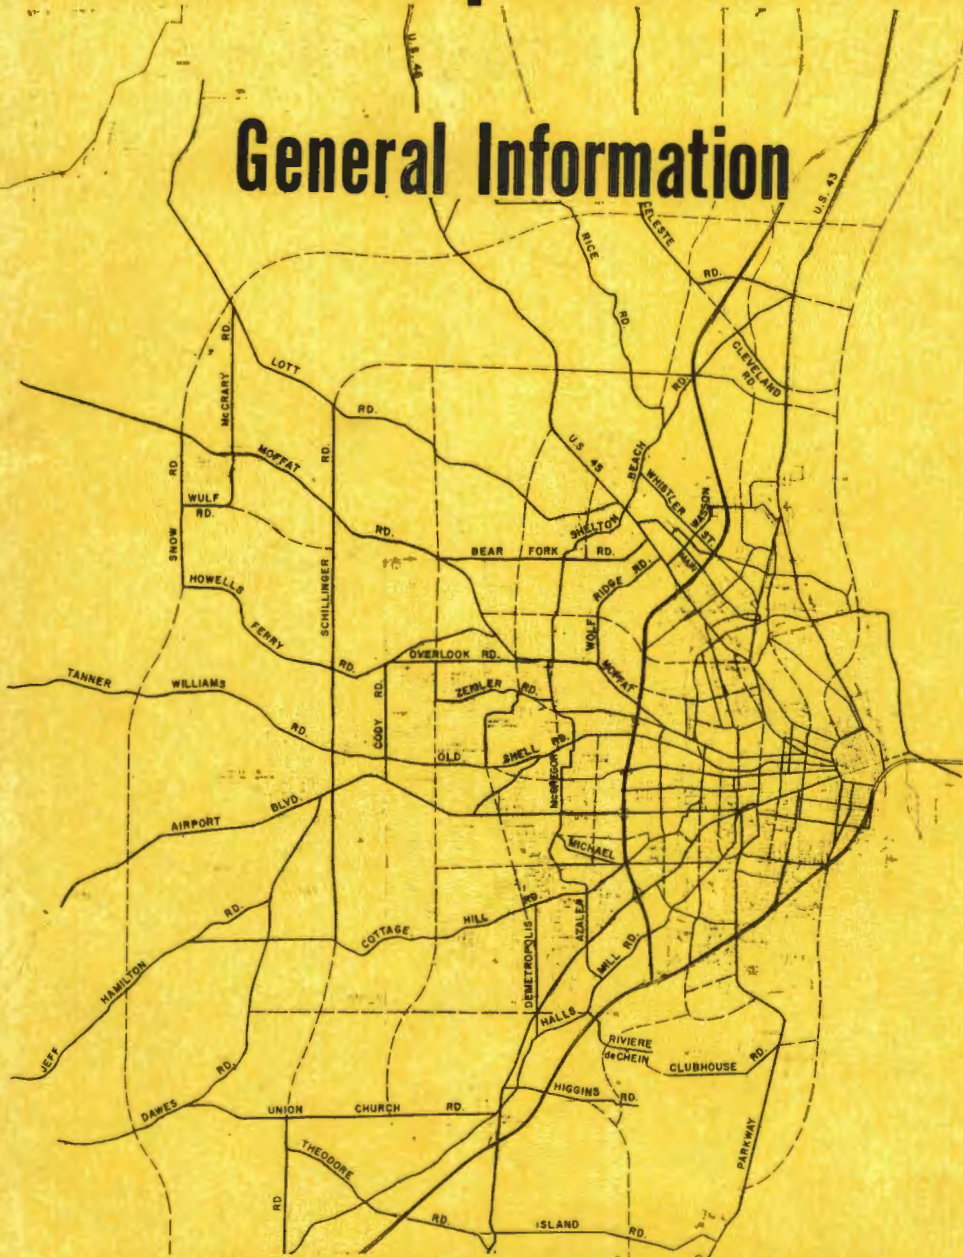 U.S. 45
General Information
U.S. 43
CELESTE
RD.
RICE
RD.
CLEVELAND
RD.
RD.
McCRARY
RD.
LOTT
RD.
MOFFAT
RD.
RD.
SNOW
WULF
RD.
SCHILLINGER
RD.
U.S 45
BEACH
WHISTLER
WASSON
ST.
SHELTON
BEAR FORK RD.
RIDGE RD.
WOLF
HOWELLS
FERRY
RD.
OVERLOOK RD.
MOFFAT
TANNER
WILLIAMS
RD.
CODY
RD.
ZEIGLER RD.
OLD
SHELL RD.
McGREGOR
AIRPORT
BLVD.
MICHAEL
JEFF
HAMILTON
RD.
COTTAGE
HILL
RD
DEMETROPOLIS
AZALEA
HALLS
MILL RD.
RIVIERE
deCHEIN
CLUBHOUSE
RD
DAWES
RD.
HIGGINS
RD.
UNION CHURCH RD.
THEODORE
RD
RD.
ISLAND
RD.
PARKWAY